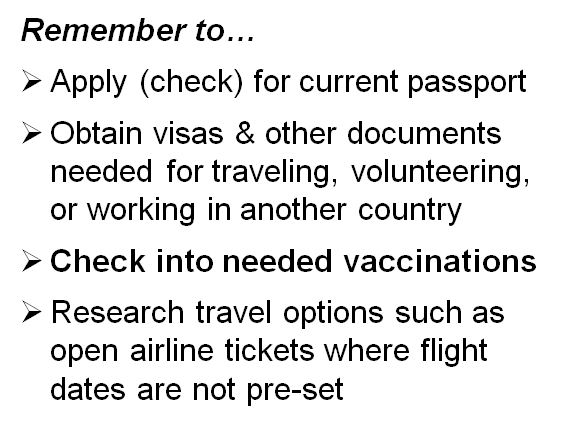 Remember to…
➢ Apply (check) for current passport
➢ Obtain visas & other documents
needed for traveling, volunteering,
or working in another country
➢ Check into needed vaccinations
➢ Research travel options such as
open airline tickets where flight
dates are not pre-set